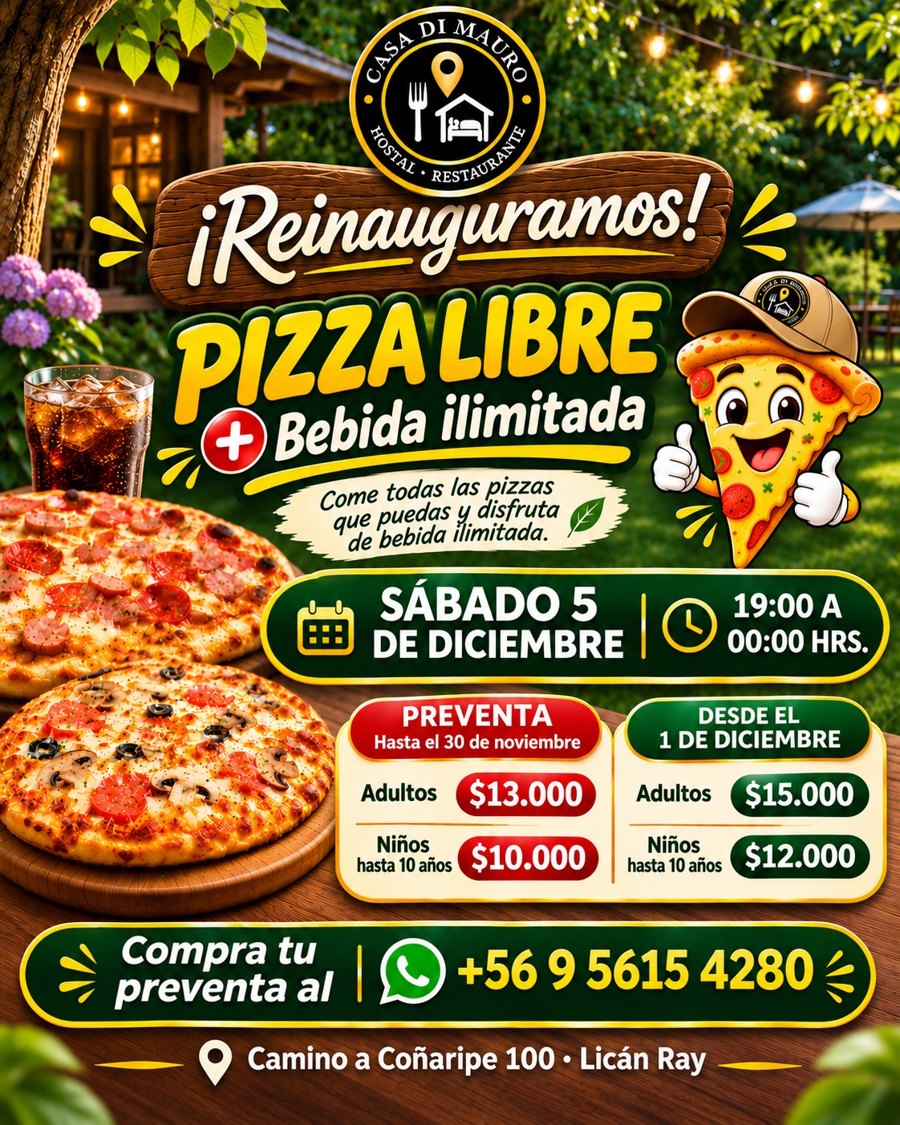 CASA DI MAURO
HOSTAL • RESTAURANTE
¡Reinauguramos!
PIZZA LIBRE
+ Bebida ilimitada
Come todas las pizzas
que puedas y disfruta
de bebida ilimitada.
SÁBADO 5
DE DICIEMBRE
19:00 A
00:00 HRS.
PREVENTA
Hasta el 30 de noviembre
Adultos $13.000
Niños
hasta 10 años $10.000
DESDE EL
1 DE DICIEMBRE
Adultos $15.000
Niños
hasta 10 años $12.000
Compra tu
preventa al
+56 9 5615 4280
Camino a Coñaripe 100 • Licán Ray